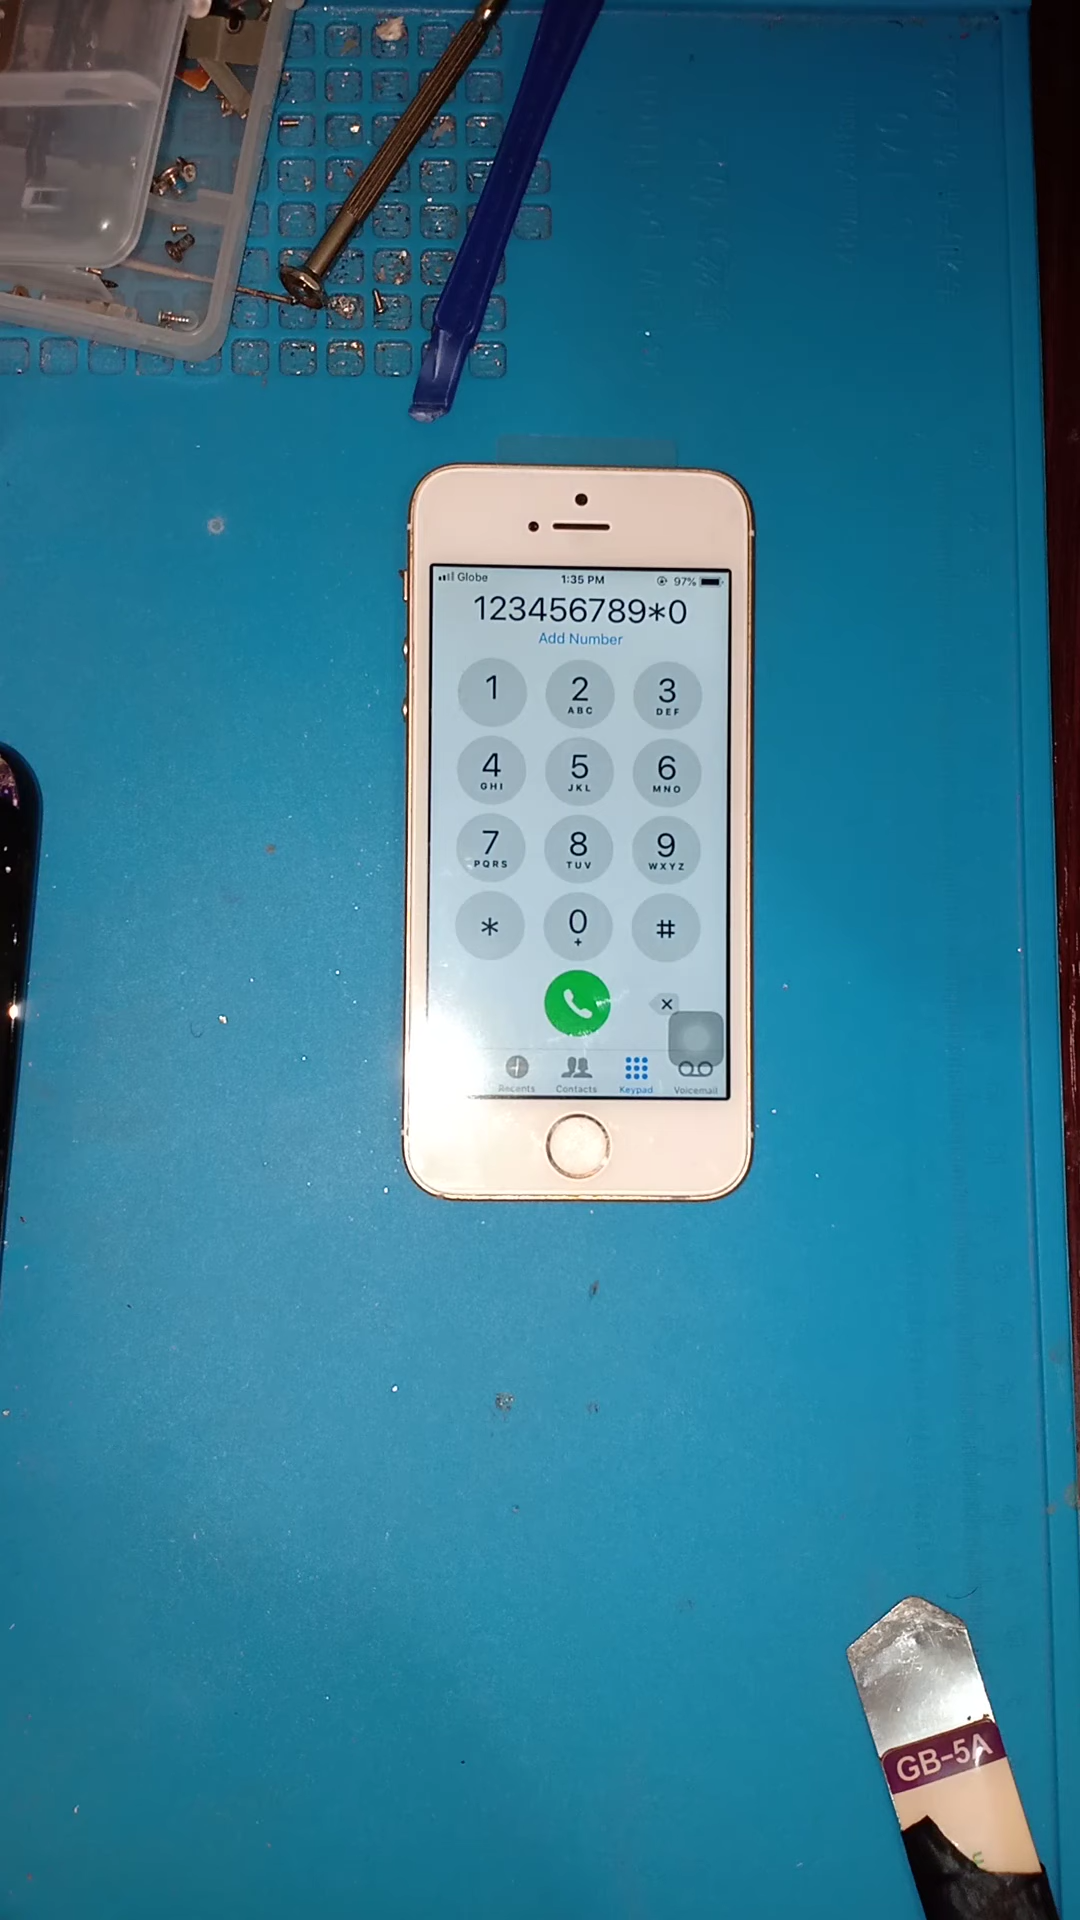 Globe 1:35 PM 97%
123456789*0
Add Number
1 2 3
ABC DEF
4 5 6
GHI JKL MNO
7 8 9
PQRS TUV WXYZ
* 0 #
+
Recents Contacts Keypad Voicemail
GB-5A